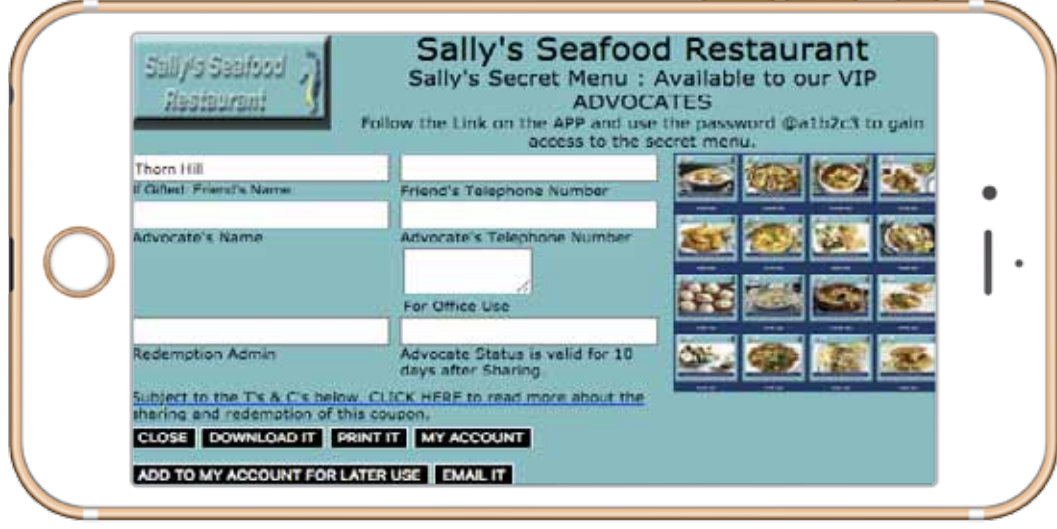 Sally's Seafood
Restaurant
Sally's Seafood Restaurant
Sally's Secret Menu : Available to our VIP
ADVOCATES
Follow the Link on the APP and use the password @a1b2c3 to gain
access to the secret menu.
Thorn Hill
If Gifted: Friend's Name
Friend's Telephone Number
Advocate's Name
Advocate's Telephone Number
For Office Use
Redemption Admin
Advocate Status is valid for 10
days after Sharing.
Subject to the T's & C's below. CLICK HERE to read more about the
sharing and redemption of this coupon.
CLOSE DOWNLOAD IT PRINT IT MY ACCOUNT
ADD TO MY ACCOUNT FOR LATER USE EMAIL IT